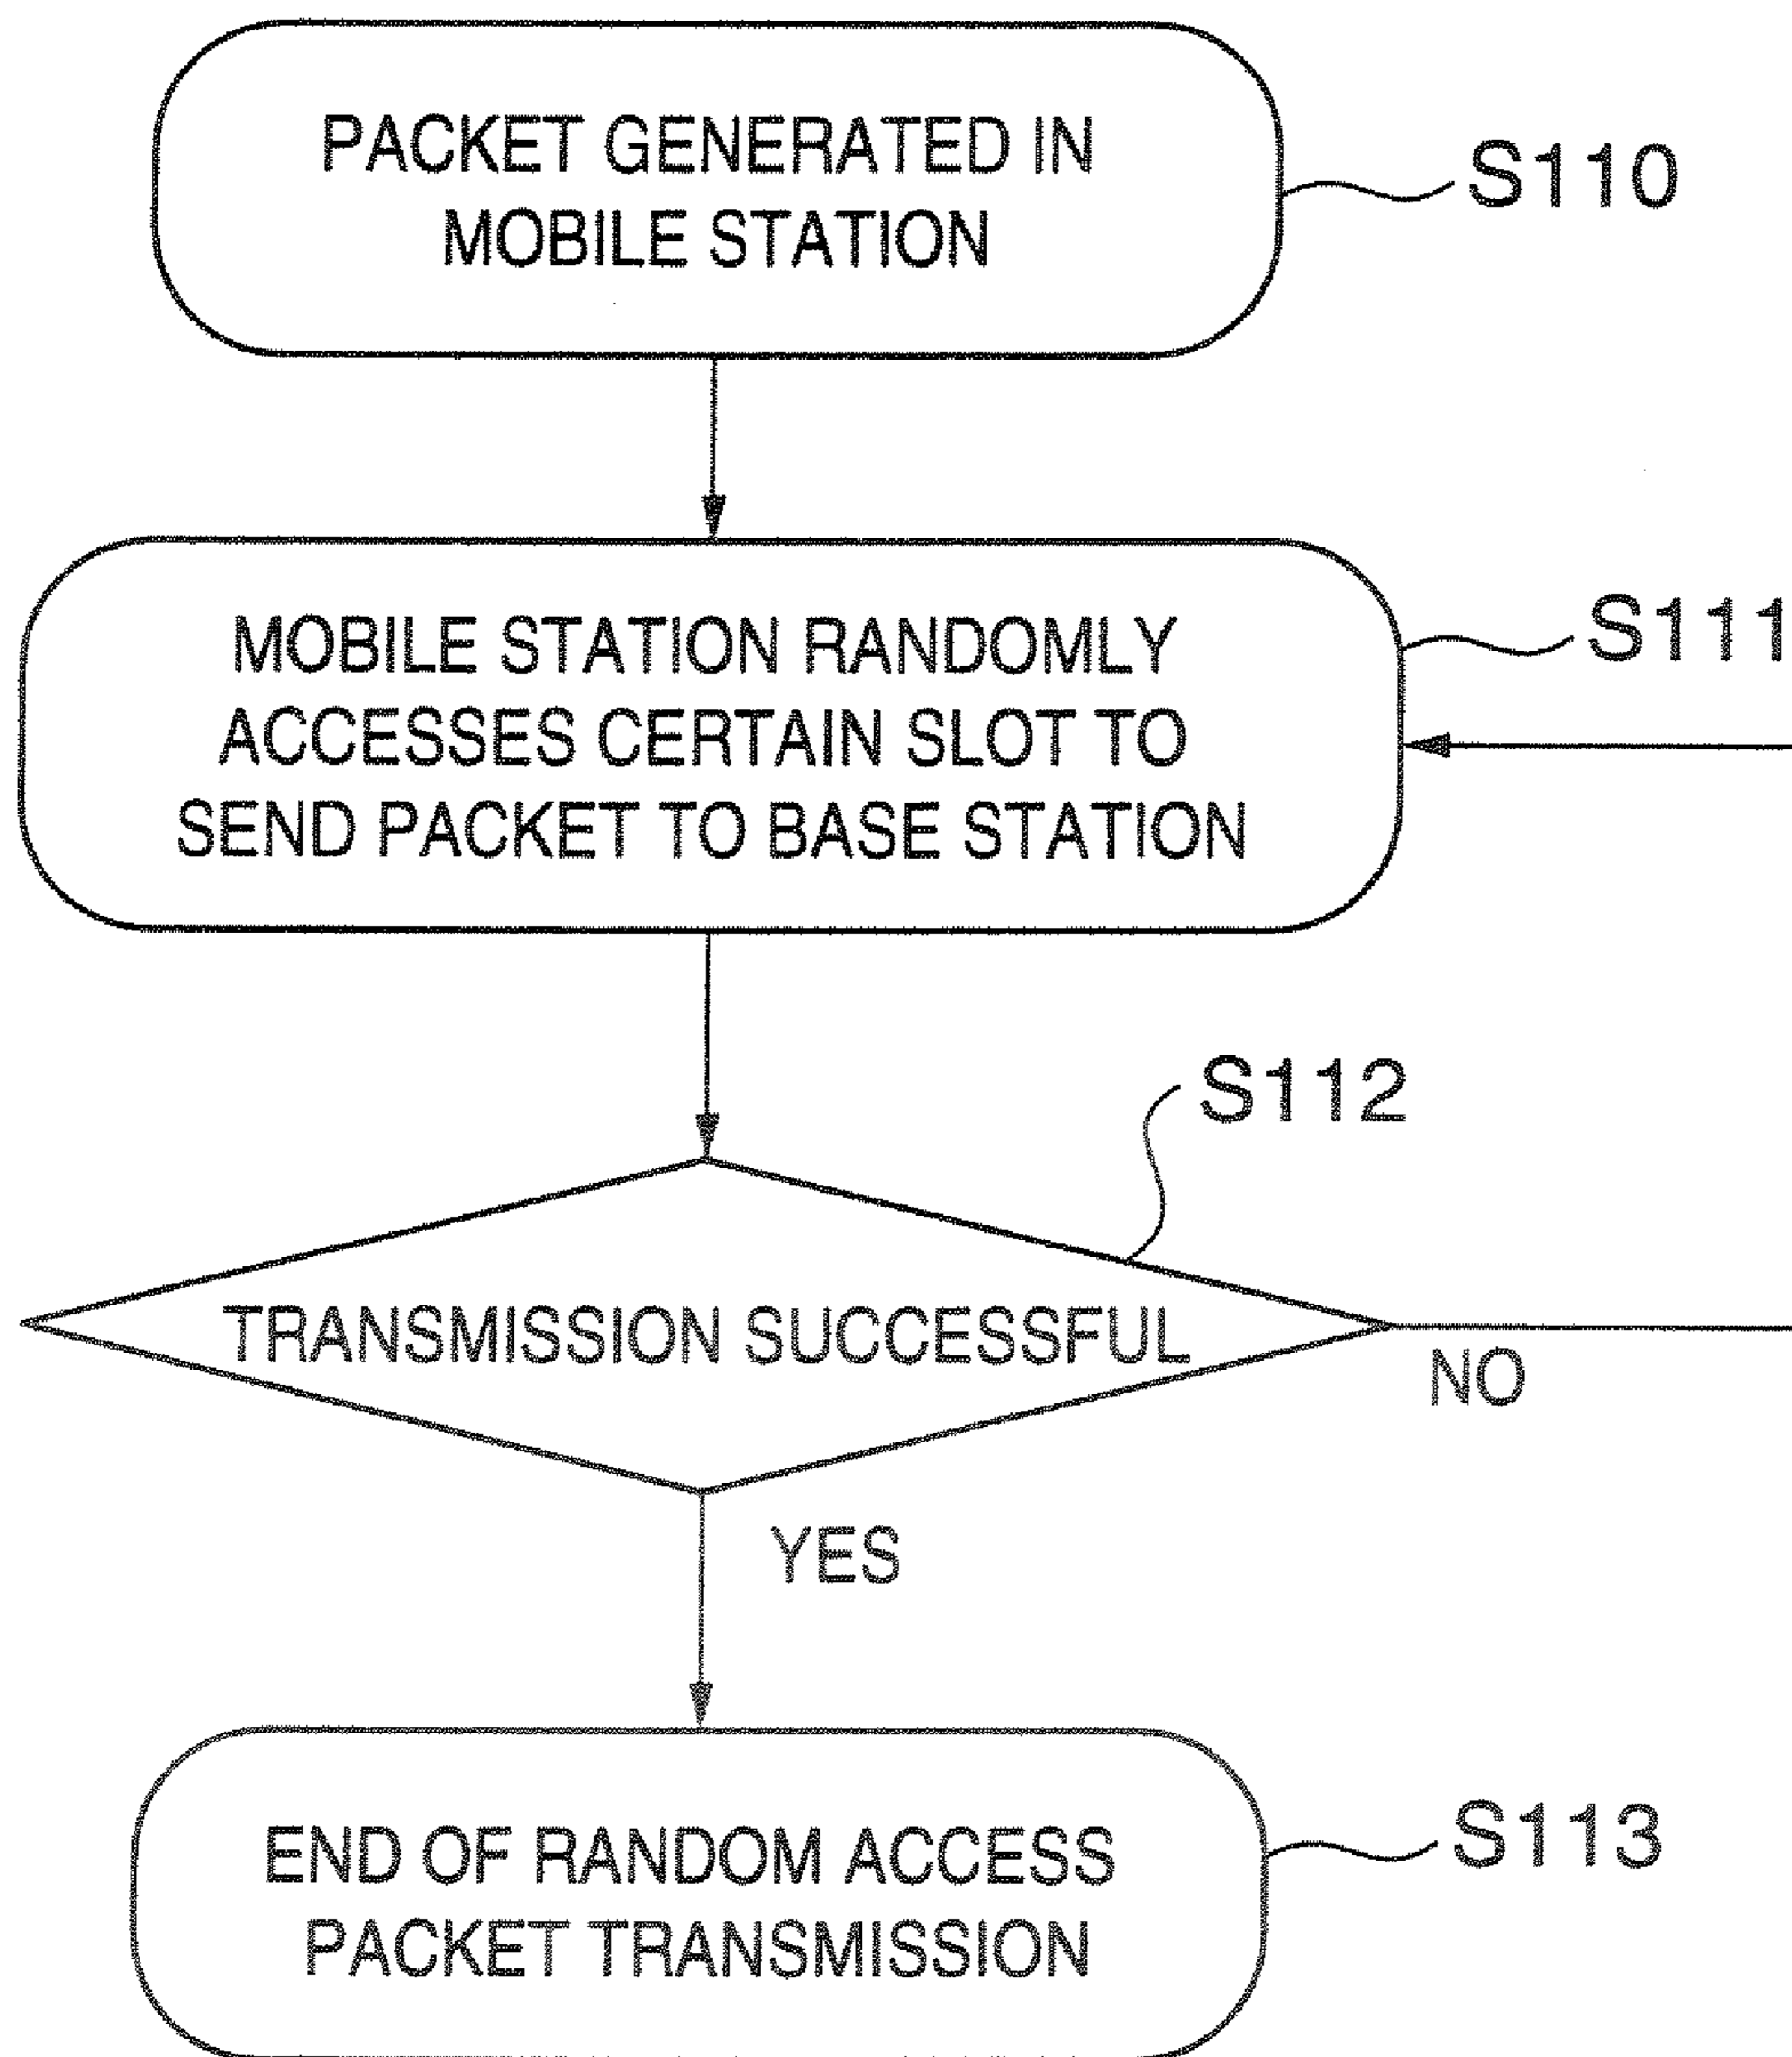 PACKET GENERATED IN
MOBILE STATION
S110
MOBILE STATION RANDOMLY
ACCESSES CERTAIN SLOT TO
SEND PACKET TO BASE STATION
S111
S112
TRANSMISSION SUCCESSFUL
NO
YES
END OF RANDOM ACCESS
PACKET TRANSMISSION
S113